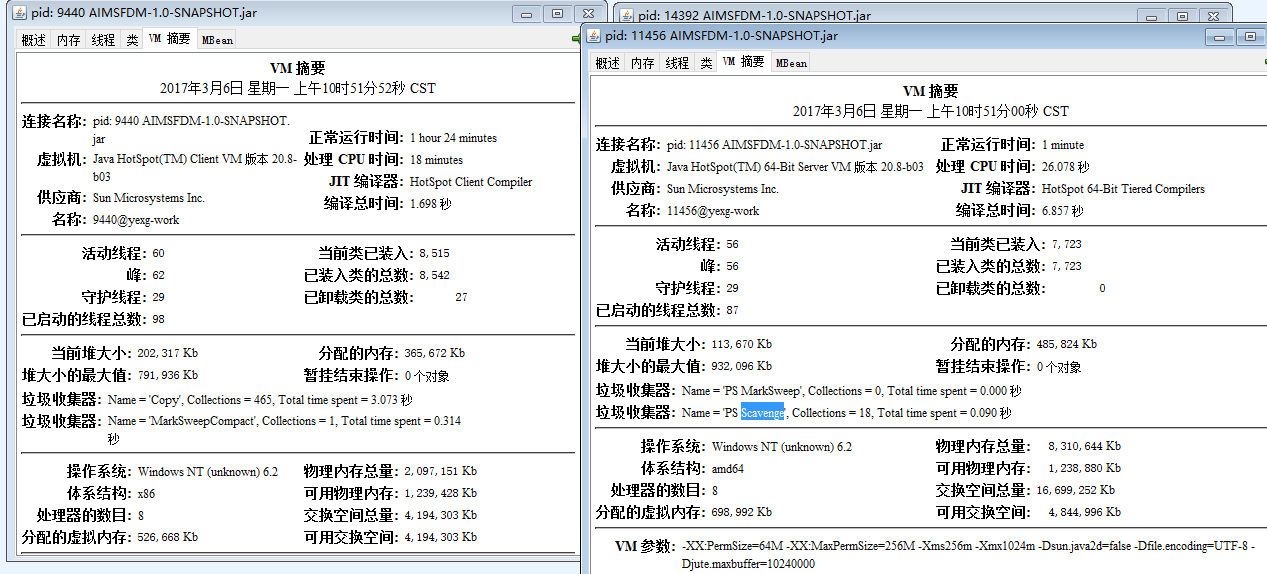 pid: 9440 AIMSFDM-1.0-SNAPSHOT.jar
概述 内存 线程 类 VM 摘要 MBean
VM 摘要
2017年3月6日 星期一 上午10时51分52秒 CST
连接名称: pid: 9440 AIMSFDM-1.0-SNAPSHOT.
jar
正常运行时间: 1 hour 24 minutes
虚拟机: Java HotSpot(TM) Client VM 版本 20.8-
b03
处理 CPU 时间: 18 minutes
JIT 编译器: HotSpot Client Compiler
供应商: Sun Microsystems Inc.
编译总时间: 1.698 秒
名称: 9440@yexg-work
活动线程: 60 当前类已装入: 8,515
峰: 62 已装入类的总数: 8,542
守护线程: 29 已卸载类的总数: 27
已启动的线程总数: 98
当前堆大小: 202,317 Kb 分配的内存: 365,672 Kb
堆大小的最大值: 791,936 Kb 暂挂结束操作: 0 个对象
垃圾收集器: Name = 'Copy', Collections = 465, Total time spent = 3.073 秒
垃圾收集器: Name = 'MarkSweepCompact', Collections = 1, Total time spent = 0.314
秒
操作系统: Windows NT (unknown) 6.2 物理内存总量: 2,097,151 Kb
体系结构: x86 可用物理内存: 1,239,428 Kb
处理器的数目: 8 交换空间总量: 4,194,303 Kb
分配的虚拟内存: 526,668 Kb 可用交换空间: 4,194,303 Kb
pid: 14392 AIMSFDM-1.0-SNAPSHOT.jar
pid: 11456 AIMSFDM-1.0-SNAPSHOT.jar
概述 内存 线程 类 VM 摘要 MBean
VM 摘要
2017年3月6日 星期一 上午10时51分00秒 CST
连接名称: pid: 11456 AIMSFDM-1.0-SNAPSHOT.jar 正常运行时间: 1 minute
虚拟机: Java HotSpot(TM) 64-Bit Server VM 版本 20.8-b03 处理 CPU 时间: 26.078 秒
供应商: Sun Microsystems Inc. JIT 编译器: HotSpot 64-Bit Tiered Compilers
名称: 11456@yexg-work 编译总时间: 6.857 秒
活动线程: 56 当前类已装入: 7,723
峰: 56 已装入类的总数: 7,723
守护线程: 29 已卸载类的总数: 0
已启动的线程总数: 87
当前堆大小: 113,670 Kb 分配的内存: 485,824 Kb
堆大小的最大值: 932,096 Kb 暂挂结束操作: 0 个对象
垃圾收集器: Name = 'PS MarkSweep', Collections = 0, Total time spent = 0.000 秒
垃圾收集器: Name = 'PS Scavenge', Collections = 18, Total time spent = 0.090 秒
操作系统: Windows NT (unknown) 6.2 物理内存总量: 8,310,644 Kb
体系结构: amd64 可用物理内存: 1,238,880 Kb
处理器的数目: 8 交换空间总量: 16,699,252 Kb
分配的虚拟内存: 698,992 Kb 可用交换空间: 4,844,996 Kb
VM 参数: -XX:PermSize=64M -XX:MaxPermSize=256M -Xms256m -Xmx1024m -Dsun.java2d=false -Dfile.encoding=UTF-8 -
Djute.maxbuffer=10240000